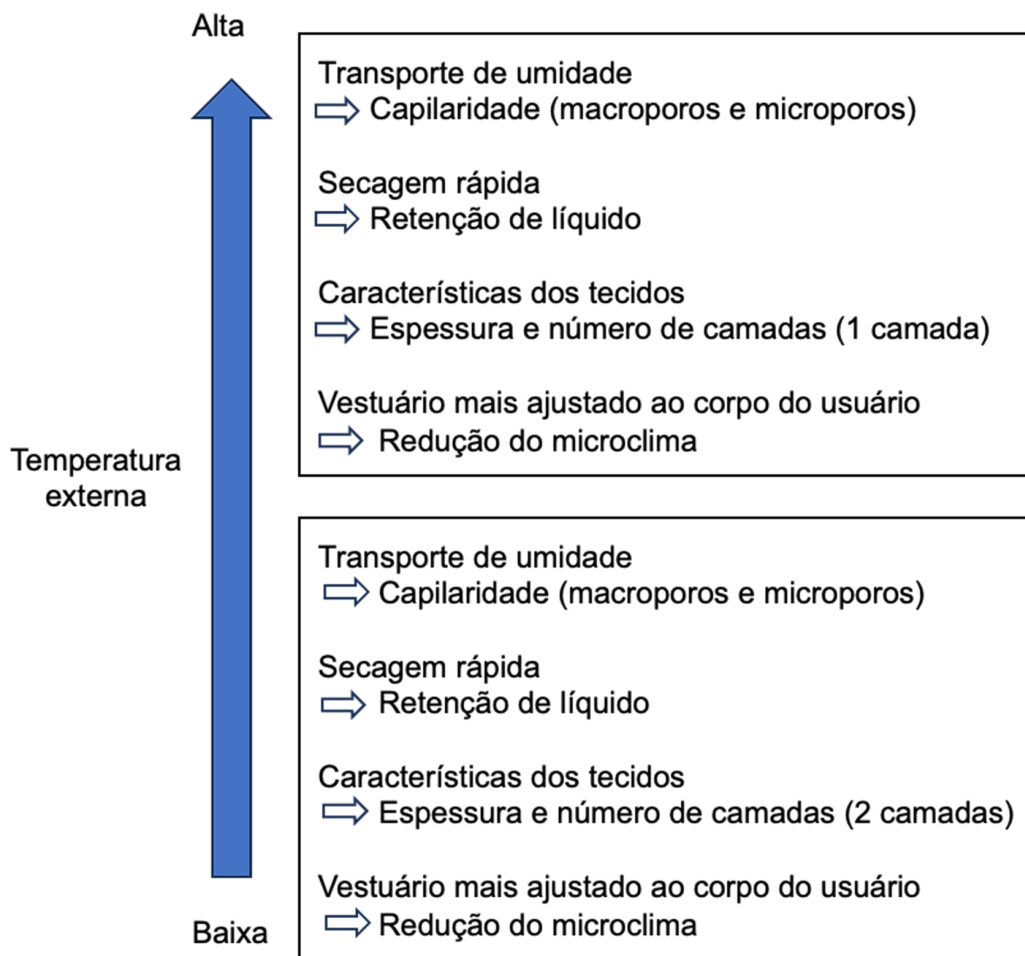 Alta
Transporte de umidade
Capilaridade (macroporos e microporos)
Secagem rápida
Retenção de líquido
Características dos tecidos
Espessura e número de camadas (1 camada)
Vestuário mais ajustado ao corpo do usuário
Redução do microclima
Temperatura
externa
Transporte de umidade
Capilaridade (macroporos e microporos)
Secagem rápida
Retenção de líquido
Características dos tecidos
Espessura e número de camadas (2 camadas)
Vestuário mais ajustado ao corpo do usuário
Redução do microclima
Baixa